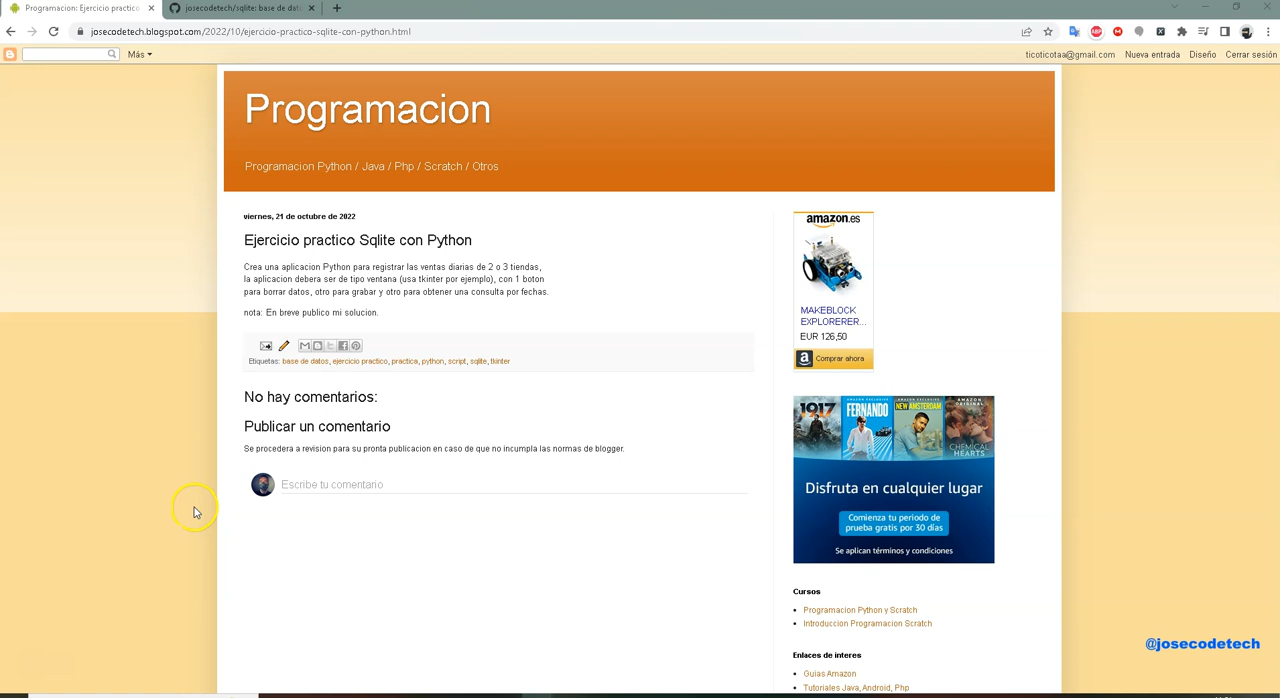 Programacion: Ejercicio practico
josecodetech/sqlite: base de dato
josecodetech.blogspot.com/2022/10/ejercicio-practico-sqlite-con-python.html
Más
ticoticotaa@gmail.com Nueva entrada Diseño Cerrar sesión
Programacion
Programacion Python / Java / Php / Scratch / Otros
viernes, 21 de octubre de 2022
Ejercicio practico Sqlite con Python
Crea una aplicacion Python para registrar las ventas diarias de 2 o 3 tiendas,
la aplicacion debera ser de tipo ventana (usa tkinter por ejemplo), con 1 boton
para borrar datos, otro para grabar y otro para obtener una consulta por fechas.
nota: En breve publico mi solucion.
Etiquetas: base de datos, ejercicio practico, practica, python, script, sqlite, tkinter
No hay comentarios:
Publicar un comentario
Se procedera a revision para su pronta publicacion en caso de que no incumpla las normas de blogger.
Escribe tu comentario
amazon.es
MAKEBLOCK
EXPLORERER...
EUR 126,50
Comprar ahora
1917
FERNANDO
NEW AMSTERDAM
CHEMICAL
HEARTS
Disfruta en cualquier lugar
Comienza tu periodo de
prueba gratis por 30 días
Se aplican términos y condiciones
Cursos
Programacion Python y Scratch
Introduccion Programacion Scratch
@josecodetech
Enlaces de interes
Guias Amazon
Tutoriales Java, Android, Php